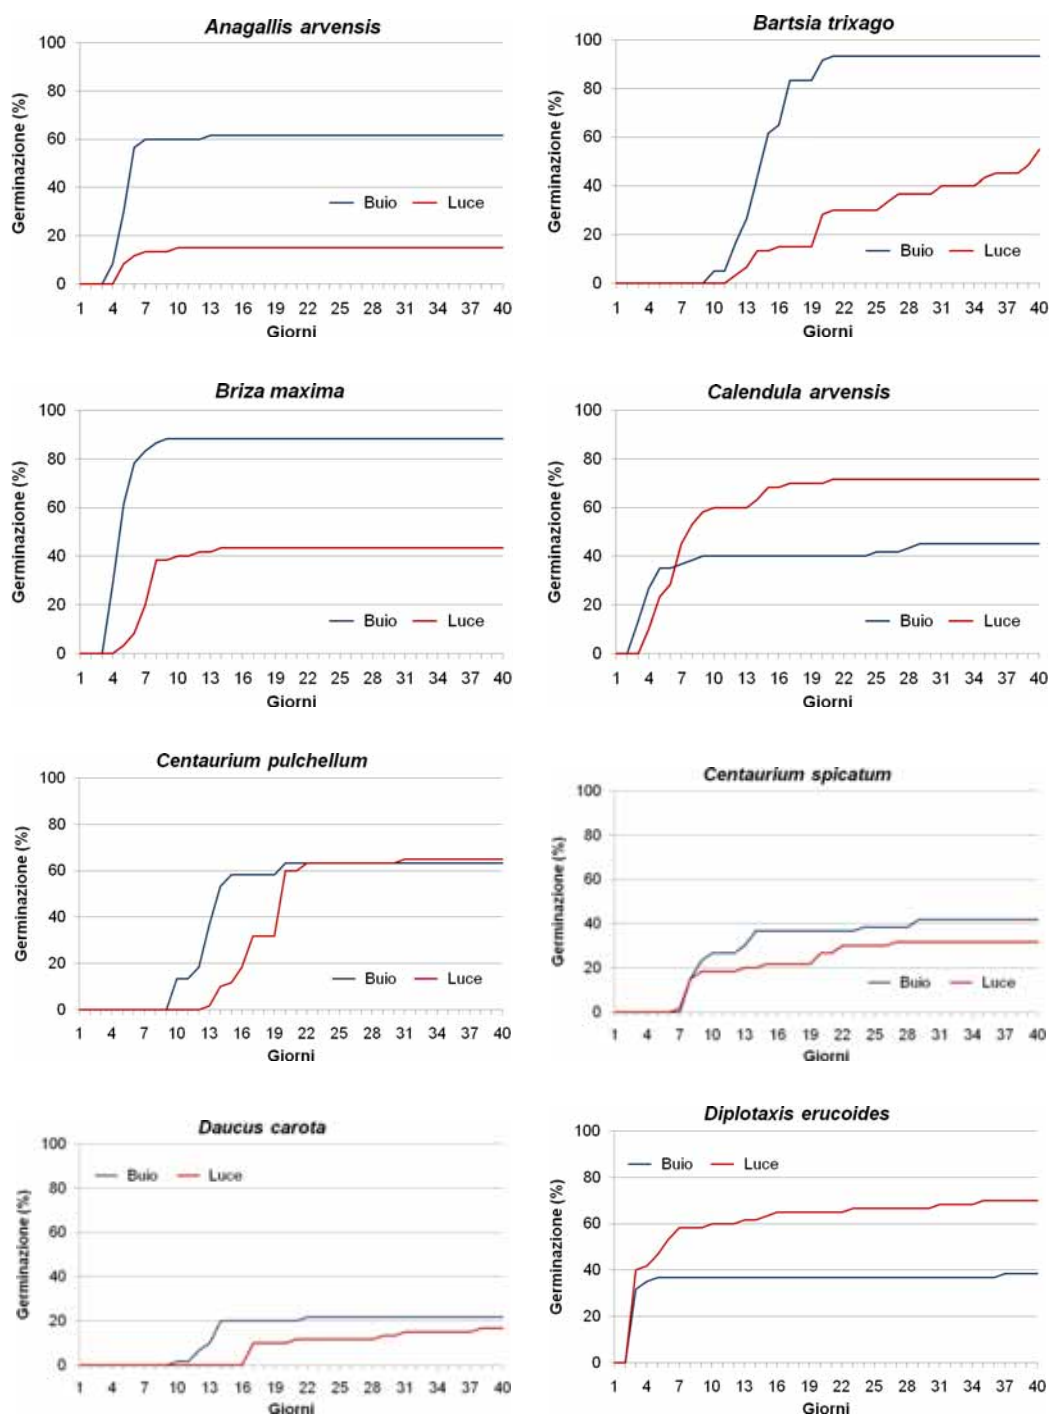 Anagallis arvensis
100
80
60
40
20
0
Germinazione (%)
Buio Luce
1 4 7 10 13 16 19 22 25 28 31 34 37 40
Giorni
Bartsia trixago
100
80
60
40
20
0
Germinazione (%)
Buio Luce
1 4 7 10 13 16 19 22 25 28 31 34 37 40
Giorni
Briza maxima
100
80
60
40
20
0
Germinazione (%)
Buio Luce
1 4 7 10 13 16 19 22 25 28 31 34 37 40
Giorni
Calendula arvensis
100
80
60
40
20
0
Germinazione (%)
Buio Luce
1 4 7 10 13 16 19 22 25 28 31 34 37 40
Giorni
Centaurium pulchellum
100
80
60
40
20
0
Germinazione (%)
Buio Luce
1 4 7 10 13 16 19 22 25 28 31 34 37 40
Giorni
Centaurium spicatum
100
80
60
40
20
0
Germinazione (%)
Buio Luce
1 4 7 10 13 16 19 22 25 28 31 34 37 40
Giorni
Daucus carota
100
80
60
40
20
0
Germinazione (%)
Buio Luce
1 4 7 10 13 16 19 22 25 28 31 34 37 40
Giorni
Diplotaxis erucoides
100
80
60
40
20
0
Germinazione (%)
Buio Luce
1 4 7 10 13 16 19 22 25 28 31 34 37 40
Giorni